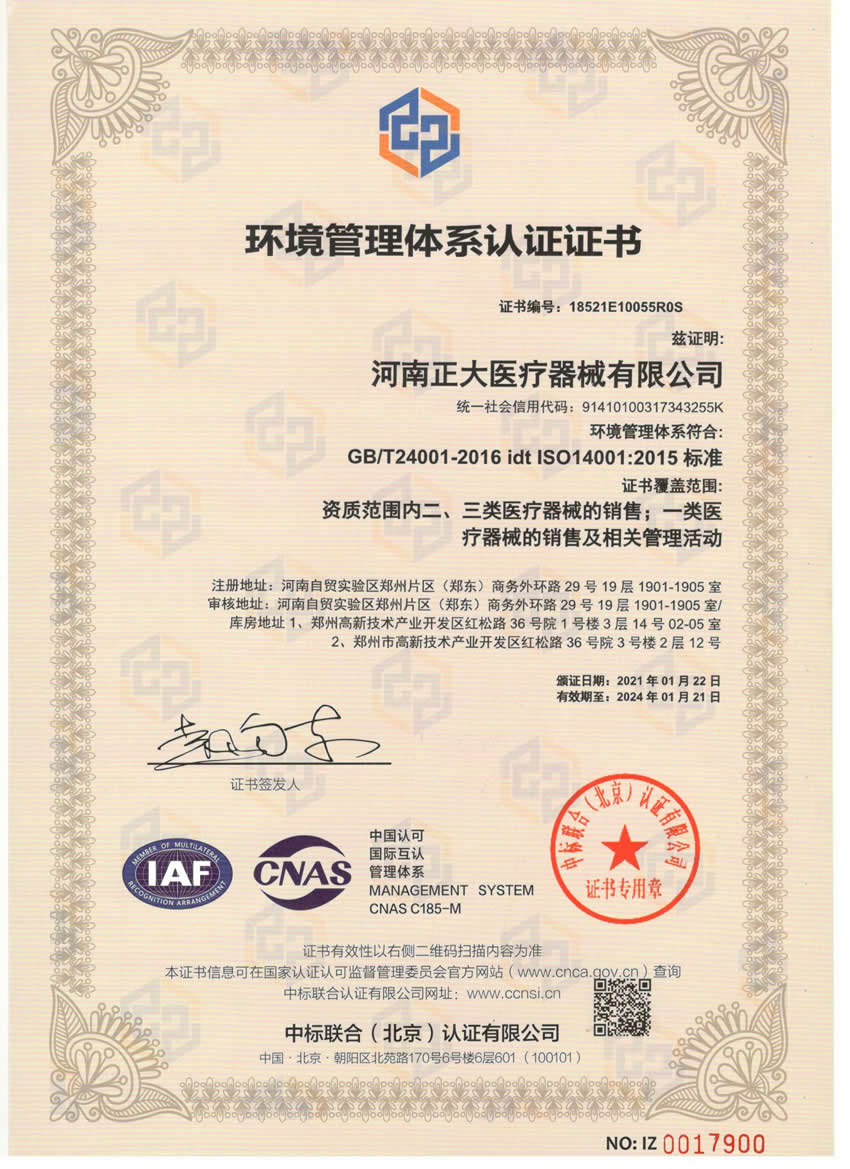 环境管理体系认证证书
证书编号：18521E10055R0S
兹证明:
河南正大医疗器械有限公司
统一社会信用代码：91410100317343255K
环境管理体系符合:
GB/T24001-2016 idt ISO14001:2015 标准
证书覆盖范围:
资质范围内二、三类医疗器械的销售；一类医
疗器械的销售及相关管理活动
注册地址：河南自贸实验区郑州片区（郑东）商务外环路 29 号 19 层 1901-1905 室
审核地址：河南自贸实验区郑州片区（郑东）商务外环路 29 号 19 层 1901-1905 室/
库房地址 1、郑州高新技术产业开发区红松路 36 号院 1 号楼 3 层 14 号 02-05 室
2、郑州市高新技术产业开发区红松路 36 号院 3 号楼 2 层 12 号
颁证日期：2021 年 01 月 22 日
有效期至：2024 年 01 月 21 日
证书签发人
MEMBER OF MULTILATERAL
IAF
RECOGNITION ARRANGEMENT
CNAS
中国认可
国际互认
管理体系
MANAGEMENT SYSTEM
CNAS C185-M
中标联合（北京）认证有限公司
证书专用章
证书有效性以右侧二维码扫描内容为准
本证书信息可在国家认证认可监督管理委员会官方网站（www.cnca.gov.cn）查询
中标联合认证有限公司网址：www.ccnsi.cn
中标联合（北京）认证有限公司
中国·北京·朝阳区北苑路170号6号楼6层601（100101）
NO: IZ 0017900